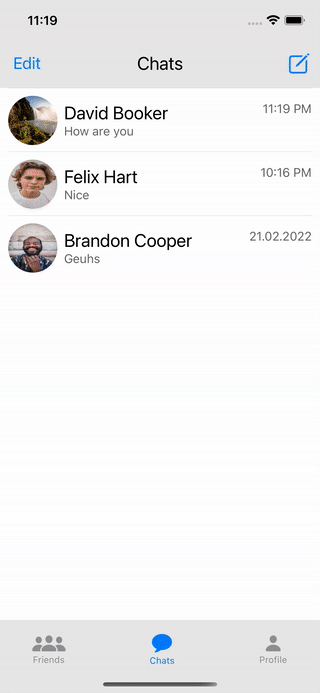 11:19
Edit Chats
David Booker 11:19 PM
How are you
Felix Hart 10:16 PM
Nice
Brandon Cooper 21.02.2022
Geuhs
Friends Chats Profile